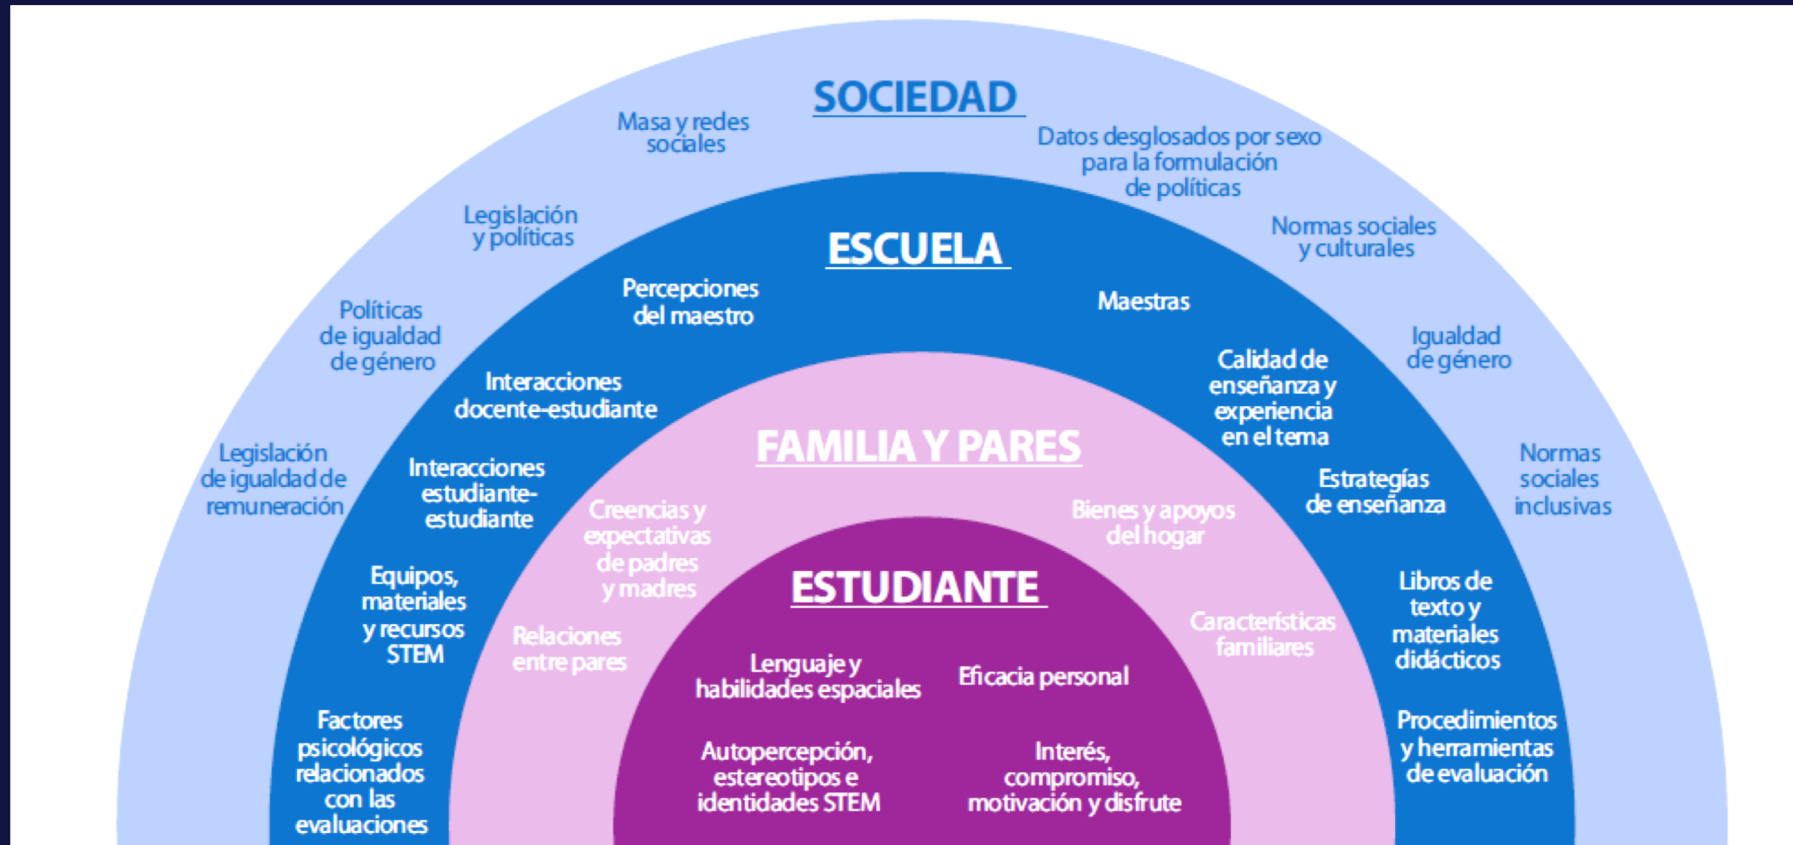 SOCIEDAD
Masa y redes
sociales
Datos desglosados por sexo
para la formulación
de políticas
Legislación
y políticas
Normas sociales
y culturales
Políticas
de igualdad
de género
Igualdad
de género
Legislación
de igualdad de
remuneración
Normas
sociales
inclusivas
ESCUELA
Percepciones
del maestro
Maestras
Interacciones
docente-estudiante
Calidad de
enseñanza y
experiencia
en el tema
Interacciones
estudiante-
estudiante
Estrategías
de enseñanza
Equipos,
materiales
y recursos
STEM
Libros de
texto y
materiales
didácticos
Factores
psicológicos
relacionados
con las
evaluaciones
Procedimientos
y herramientas
de evaluación
FAMILIA Y PARES
Creencias y
expectativas
de padres
y madres
Bienes y apoyos
del hogar
Relaciones
entre pares
Características
familiares
ESTUDIANTE
Lenguaje y
habilidades espaciales
Eficacia personal
Autopercepción,
estereotipos e
identidades STEM
Interés,
compromiso,
motivación y disfrute